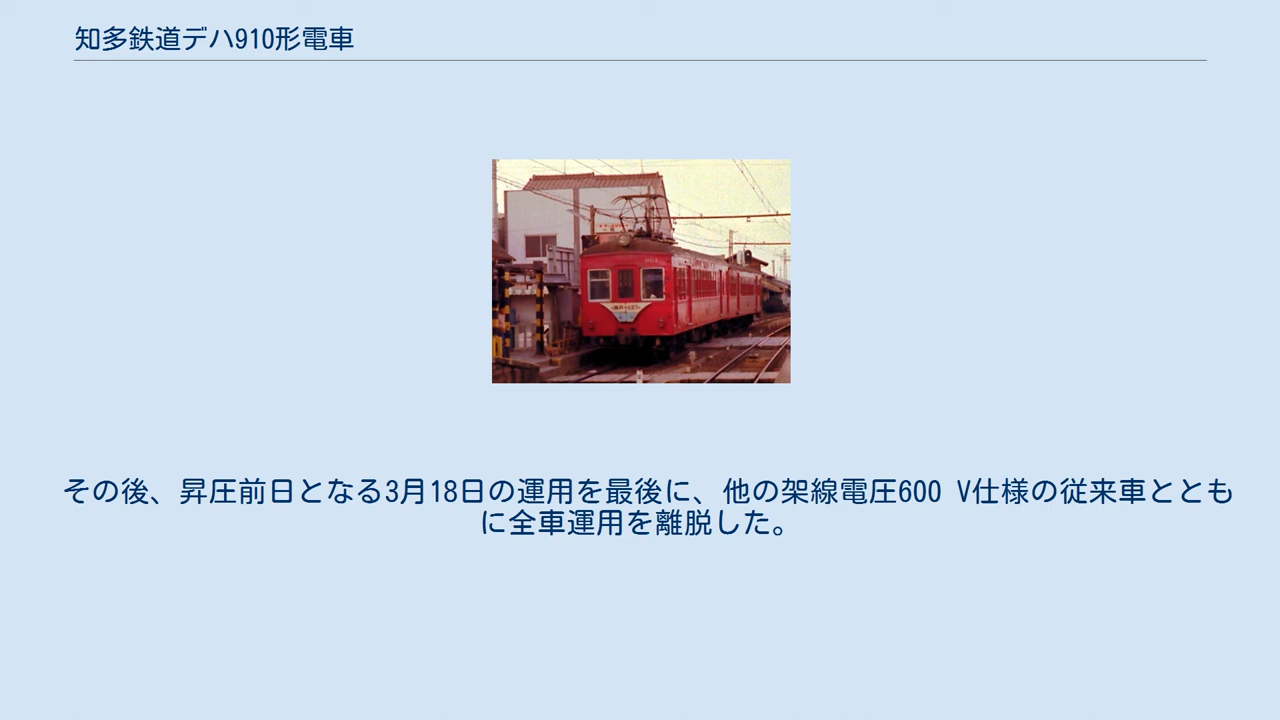 知多鉄道デハ910形電車
その後、昇圧前日となる3月18日の運用を最後に、他の架線電圧600 V仕様の従来車ととも
に全車運用を離脱した。